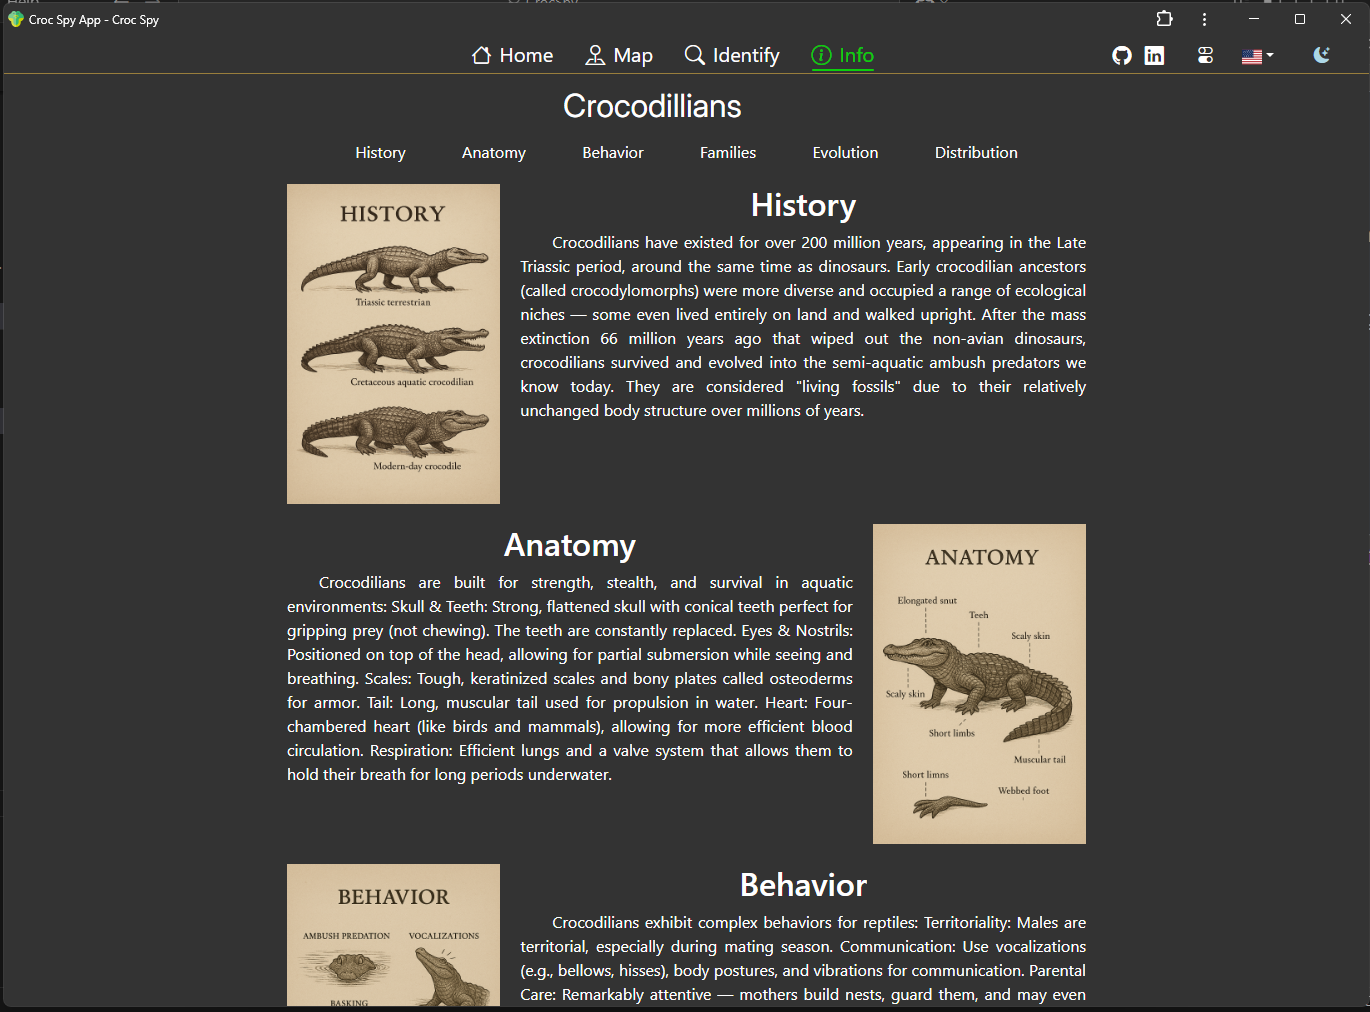 Croc Spy App - Croc Spy
Home Map Identify Info
Crocodillians
History Anatomy Behavior Families Evolution Distribution
HISTORY
Triassic terrestrian
Cretaceous aquatic crocodilian
Modern-day crocodile
History
Crocodilians have existed for over 200 million years, appearing in the Late
Triassic period, around the same time as dinosaurs. Early crocodilian ancestors
(called crocodylomorphs) were more diverse and occupied a range of ecological
niches — some even lived entirely on land and walked upright. After the mass
extinction 66 million years ago that wiped out the non-avian dinosaurs,
crocodilians survived and evolved into the semi-aquatic ambush predators we
know today. They are considered "living fossils" due to their relatively
unchanged body structure over millions of years.
Anatomy
Crocodilians are built for strength, stealth, and survival in aquatic
environments: Skull & Teeth: Strong, flattened skull with conical teeth perfect for
gripping prey (not chewing). The teeth are constantly replaced. Eyes & Nostrils:
Positioned on top of the head, allowing for partial submersion while seeing and
breathing. Scales: Tough, keratinized scales and bony plates called osteoderms
for armor. Tail: Long, muscular tail used for propulsion in water. Heart: Four-
chambered heart (like birds and mammals), allowing for more efficient blood
circulation. Respiration: Efficient lungs and a valve system that allows them to
hold their breath for long periods underwater.
ANATOMY
Elongated snut
Teeh
Scaly skin
Scaly skin
Short limbs
Muscular tail
Short limns
Webbed foot
BEHAVIOR
AMBUSH PREDATION VOCALIZATIONS
BASKING
Behavior
Crocodilians exhibit complex behaviors for reptiles: Territoriality: Males are
territorial, especially during mating season. Communication: Use vocalizations
(e.g., bellows, hisses), body postures, and vibrations for communication. Parental
Care: Remarkably attentive — mothers build nests, guard them, and may even